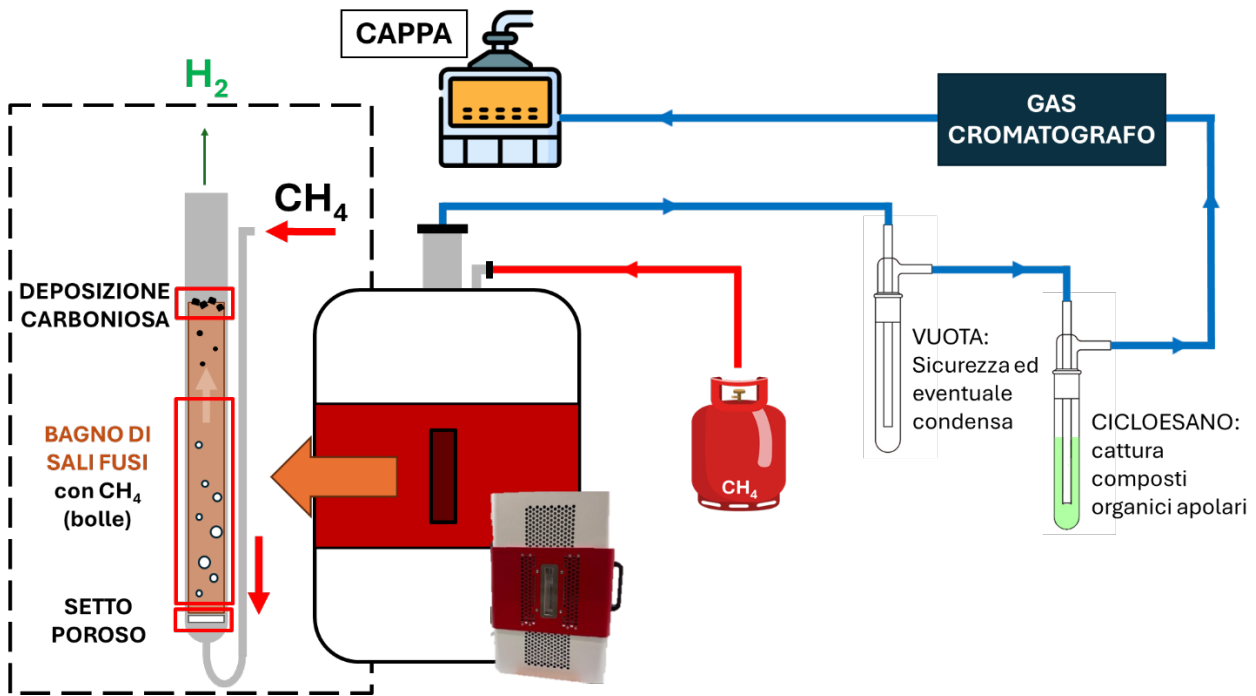 CAPPA
H₂
GAS
CROMATOGRAFO
CH₄
DEPOSIZIONE
CARBONIOSA
BAGNO DI
SALI FUSI
con CH₄
(bolle)
SETTO
POROSO
CH₄
VUOTA:
Sicurezza ed
eventuale
condensa
CICLOESANO:
cattura
composti
organici apolari